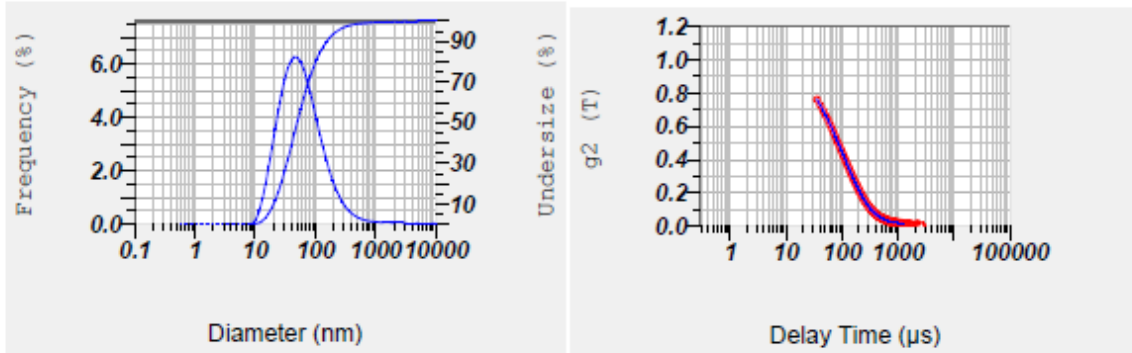 Frequency (%)
6.0
4.0
2.0
0.0
90
70
50
30
10
Undersize (%)
0.1 1 10 100 1000 10000
Diameter (nm)
g2 (T)
1.2
1.0
0.8
0.6
0.4
0.2
0.0
1 10 100 1000 100000
Delay Time (µs)